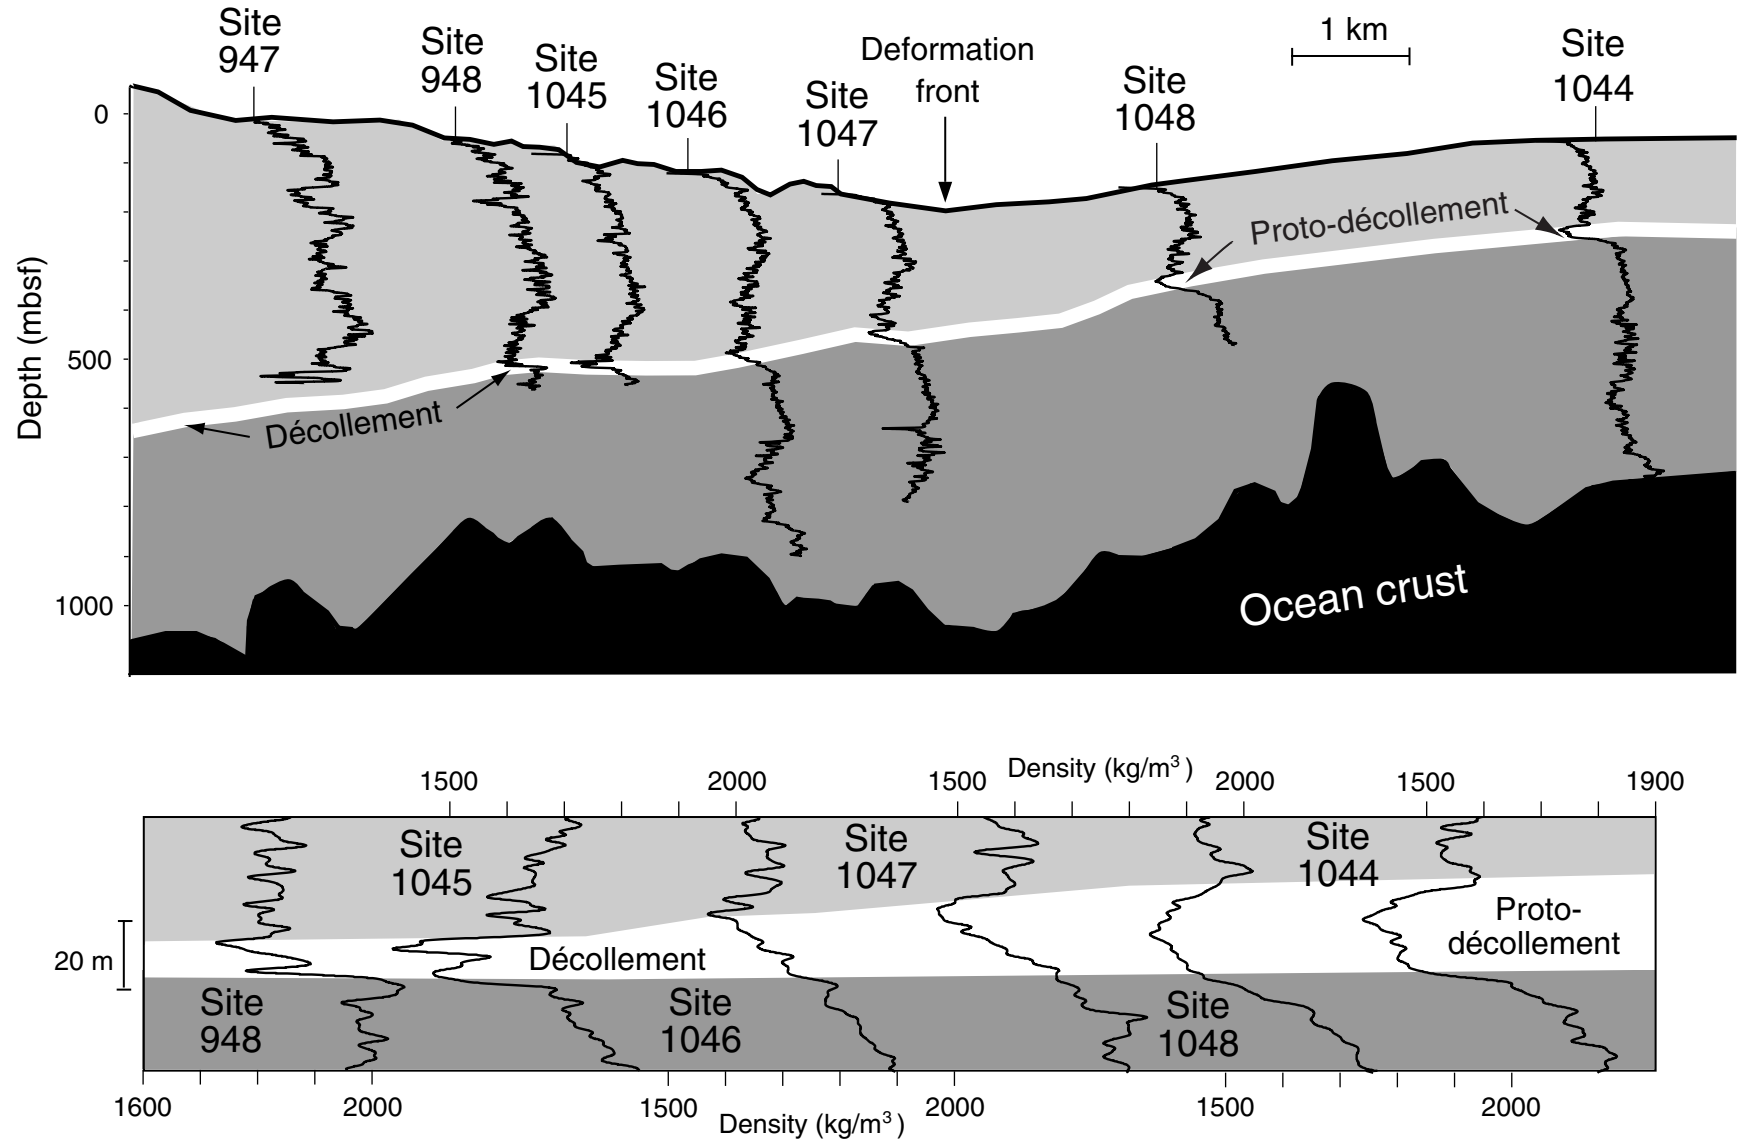 Site
947
Site
948
Site
1045
Site
1046
Site
1047
Deformation
front
Site
1048
1 km
Site
1044
0
500
1000
Depth (mbsf)
Proto-décollement
Décollement
Ocean crust
1500
2000
1500
Density (kg/m3)
2000
1500
1900
Site
1045
Site
1047
Site
1044
Proto-
décollement
Décollement
20 m
Site
948
Site
1046
Site
1048
1600
2000
1500
Density (kg/m3)
2000
1500
2000